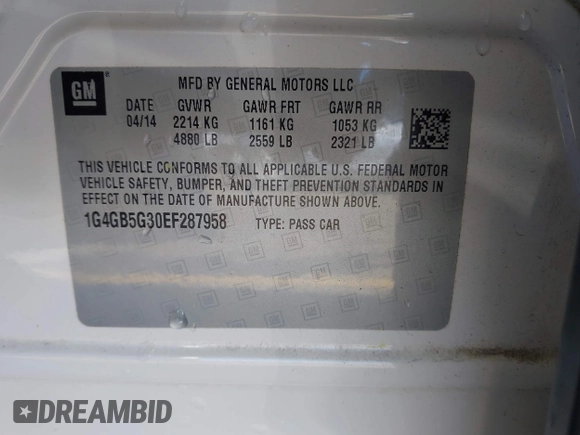 GM
MFD BY GENERAL MOTORS LLC
DATE GVWR GAWR FRT GAWR RR
04/14 2214 KG 1161 KG 1053 KG
4880 LB 2559 LB 2321 LB
THIS VEHICLE CONFORMS TO ALL APPLICABLE U.S. FEDERAL MOTOR
VEHICLE SAFETY, BUMPER, AND THEFT PREVENTION STANDARDS IN
EFFECT ON THE DATE OF MANUFACTURE SHOWN ABOVE.
1G4GB5G30EF287958 TYPE: PASS CAR
DREAMBID